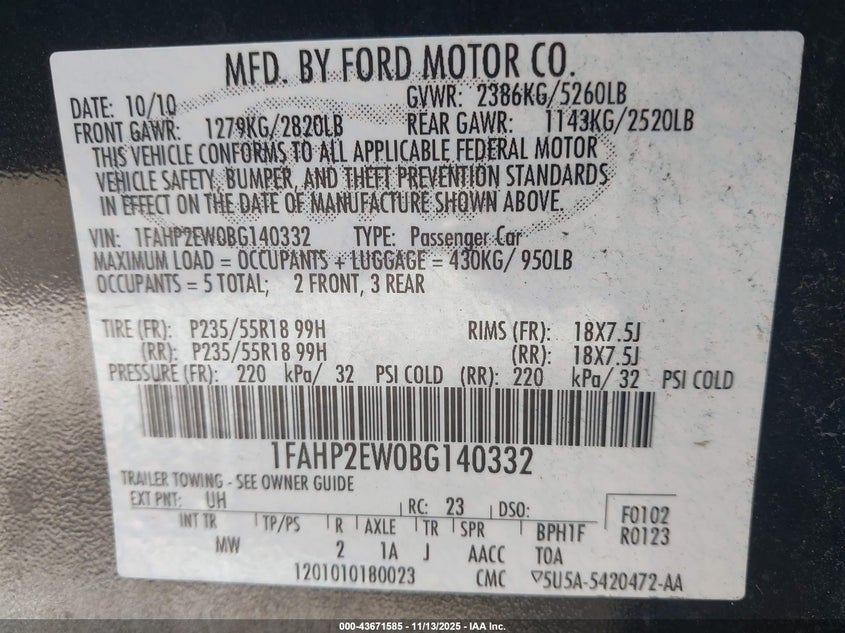 MFD. BY FORD MOTOR CO.
DATE: 10/10 GVWR: 2386KG/5260LB
FRONT GAWR: 1279KG/2820LB REAR GAWR: 1143KG/2520LB
THIS VEHICLE CONFORMS TO ALL APPLICABLE FEDERAL MOTOR
VEHICLE SAFETY, BUMPER, AND THEFT PREVENTION STANDARDS
IN EFFECT ON THE DATE OF MANUFACTURE SHOWN ABOVE.
VIN: 1FAHP2EW0BG140332 TYPE: Passenger Car
MAXIMUM LOAD = OCCUPANTS + LUGGAGE = 430KG/ 950LB
OCCUPANTS = 5 TOTAL; 2 FRONT, 3 REAR
TIRE (FR): P235/55R18 99H RIMS (FR): 18X7.5J
(RR): P235/55R18 99H (RR): 18X7.5J
PRESSURE (FR): 220 kPa/ 32 PSI COLD (RR): 220 kPa/ 32 PSI COLD
1FAHP2EW0BG140332
TRAILER TOWING - SEE OWNER GUIDE
EXT PNT: UH RC: 23 DSO: F0102
INT TR TP/PS R AXLE TR SPR BPH1F R0123
MW 2 1A J AACC TOA
1201010180023 CMC ▽5U5A-5420472-AA
000-43671585 - 11/13/2025 - IAA Inc.